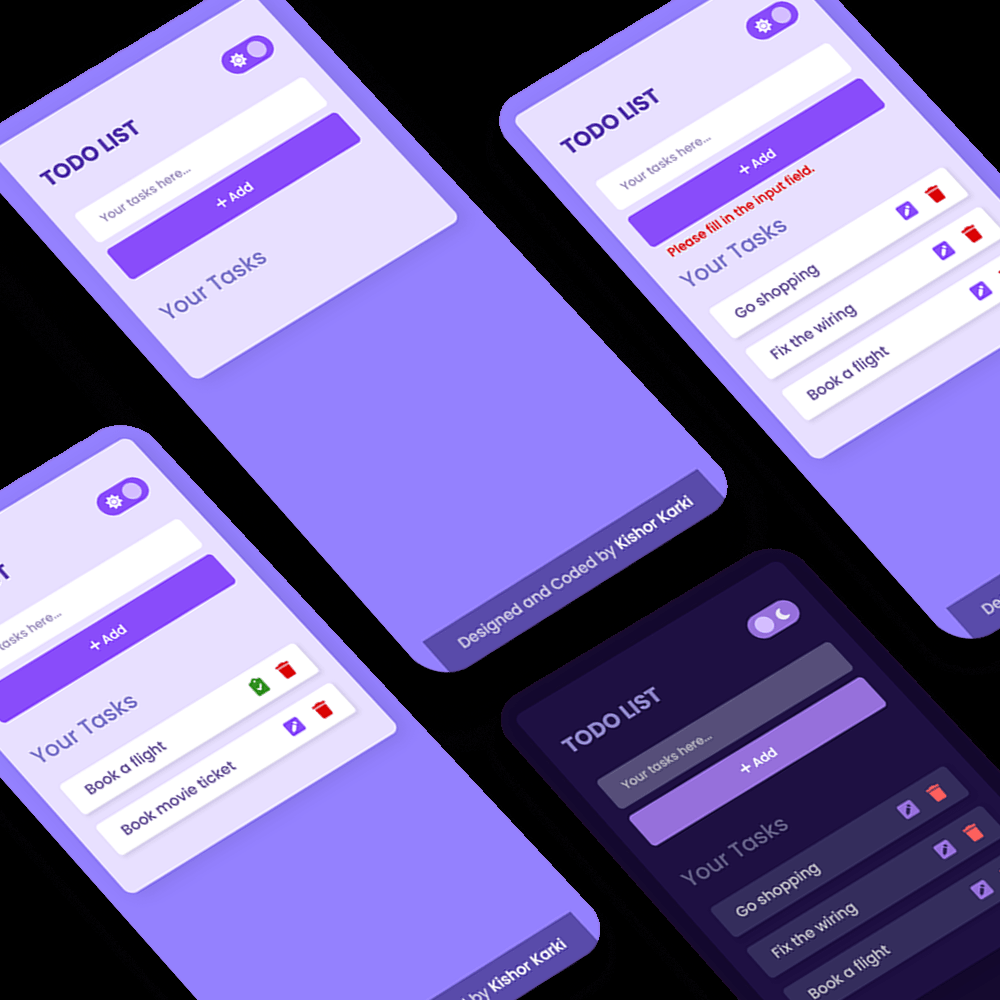 TODO LIST
Your tasks here...
+ Add
Your Tasks
Designed and Coded by Kishor Karki
TODO LIST
Your tasks here...
+ Add
Please fill in the input field.
Your Tasks
Go shopping
Fix the wiring
Book a flight
tasks here...
+ Add
Your Tasks
Book a flight
Book movie ticket
by Kishor Karki
TODO LIST
Your tasks here...
+ Add
Your Tasks
Go shopping
Fix the wiring
Book a flight